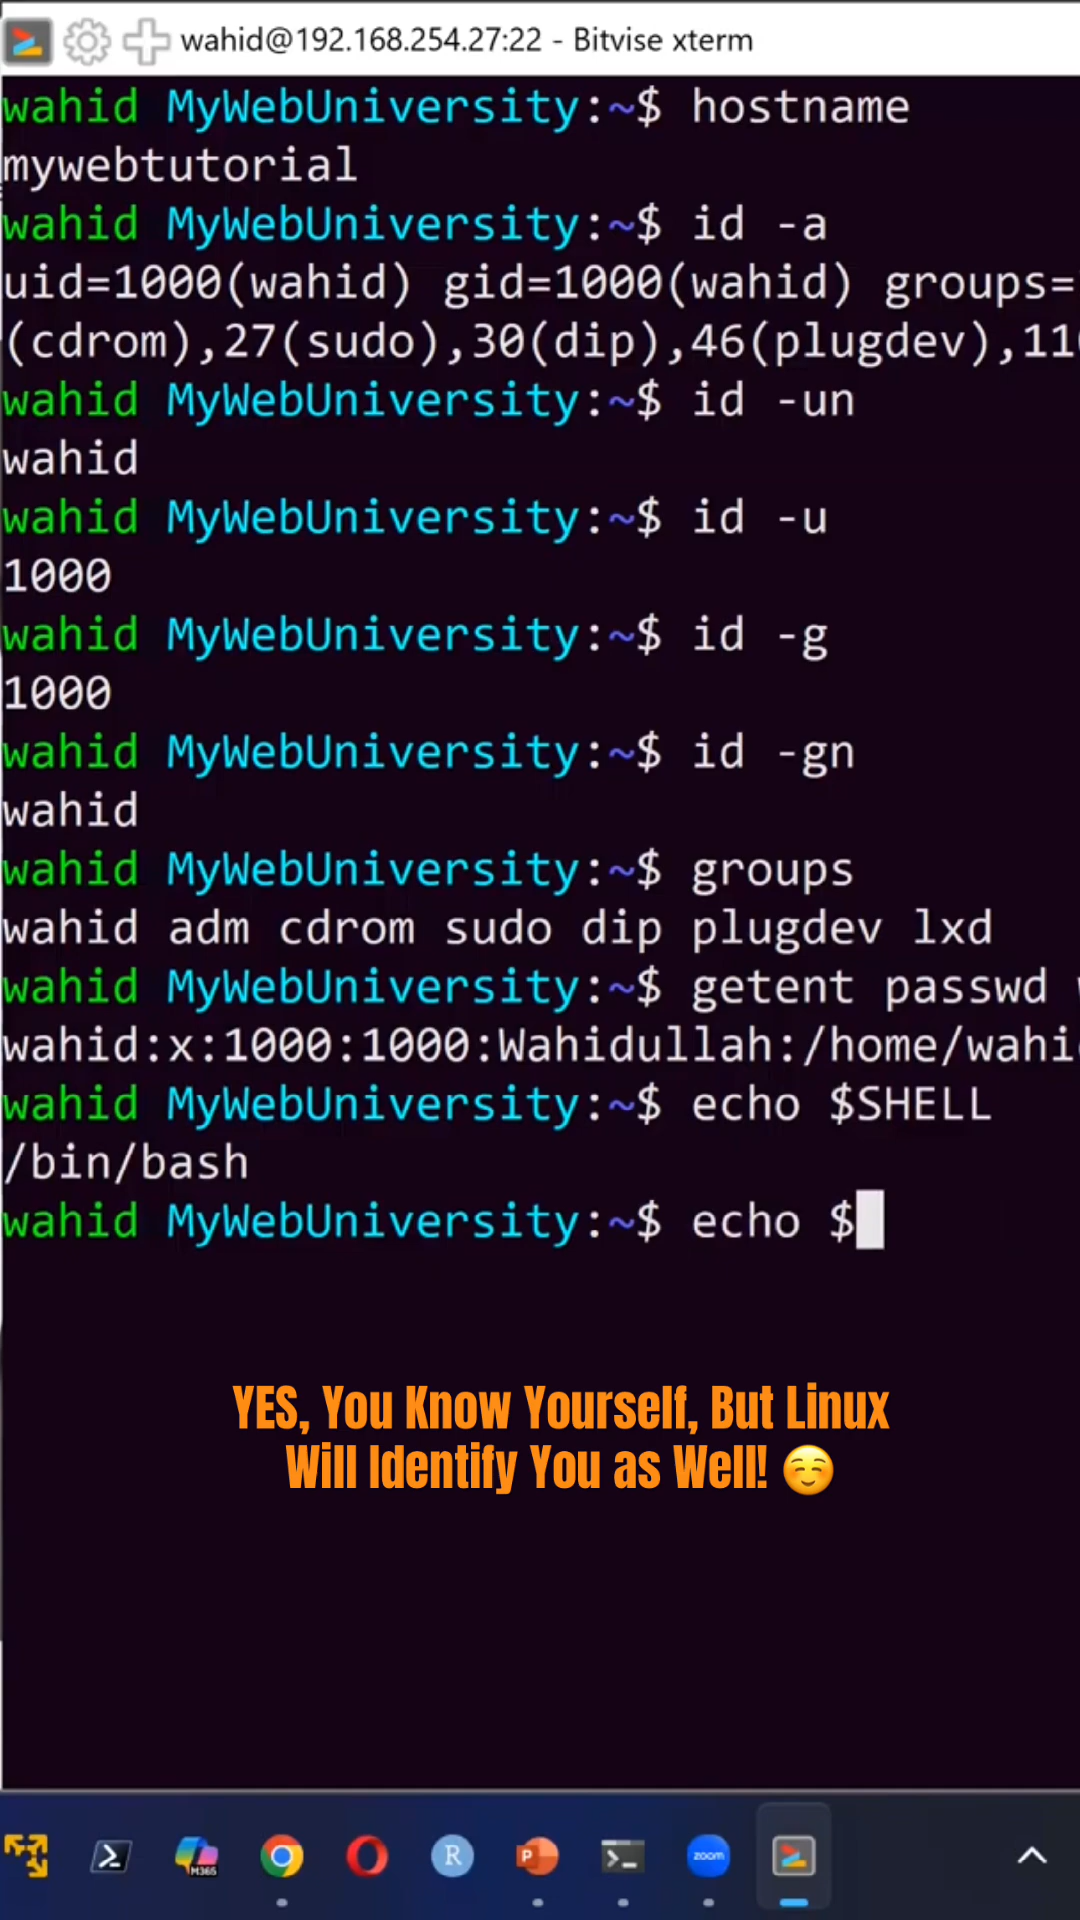 wahid@192.168.254.27:22 - Bitvise xterm
wahid MyWebUniversity:~$ hostname
mywebtutorial
wahid MyWebUniversity:~$ id -a
uid=1000(wahid) gid=1000(wahid) groups=
(cdrom),27(sudo),30(dip),46(plugdev),11
wahid MyWebUniversity:~$ id -un
wahid
wahid MyWebUniversity:~$ id -u
1000
wahid MyWebUniversity:~$ id -g
1000
wahid MyWebUniversity:~$ id -gn
wahid
wahid MyWebUniversity:~$ groups
wahid adm cdrom sudo dip plugdev lxd
wahid MyWebUniversity:~$ getent passwd
wahid:x:1000:1000:Wahidullah:/home/wahi
wahid MyWebUniversity:~$ echo $SHELL
/bin/bash
wahid MyWebUniversity:~$ echo $
YES, You Know Yourself, But Linux
Will Identify You as Well! ☺️
M365
R
P
zoom